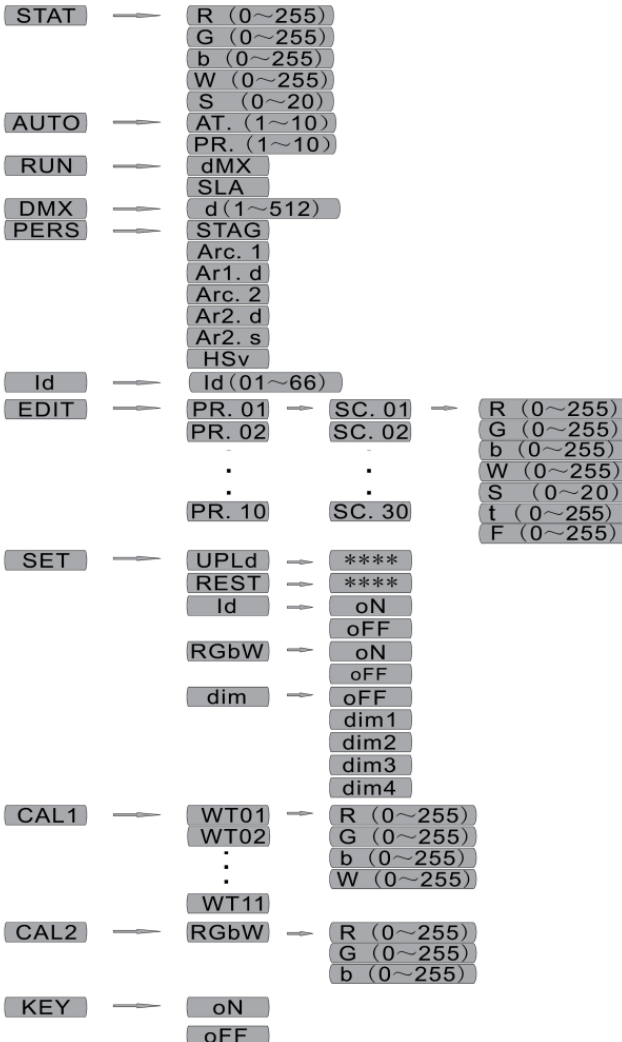 STAT R (0～255)
G (0～255)
b (0～255)
W (0～255)
S (0～20)
AUTO AT. (1～10)
PR. (1～10)
RUN dMX
SLA
DMX d(1～512)
PERS STAG
Arc. 1
Ar1. d
Arc. 2
Ar2. d
Ar2. s
HSv
Id Id(01～66)
EDIT PR. 01 SC. 01 R (0～255)
PR. 02 SC. 02 G (0～255)
b (0～255)
W (0～255)
PR. 10 SC. 30 S (0～20)
t (0～255)
F (0～255)
SET UPLd ****
REST ****
Id oN
oFF
RGbW oN
oFF
dim oFF
dim1
dim2
dim3
dim4
CAL1 WT01 R (0～255)
WT02 G (0～255)
b (0～255)
W (0～255)
WT11
CAL2 RGbW R (0～255)
G (0～255)
b (0～255)
KEY oN
oFF